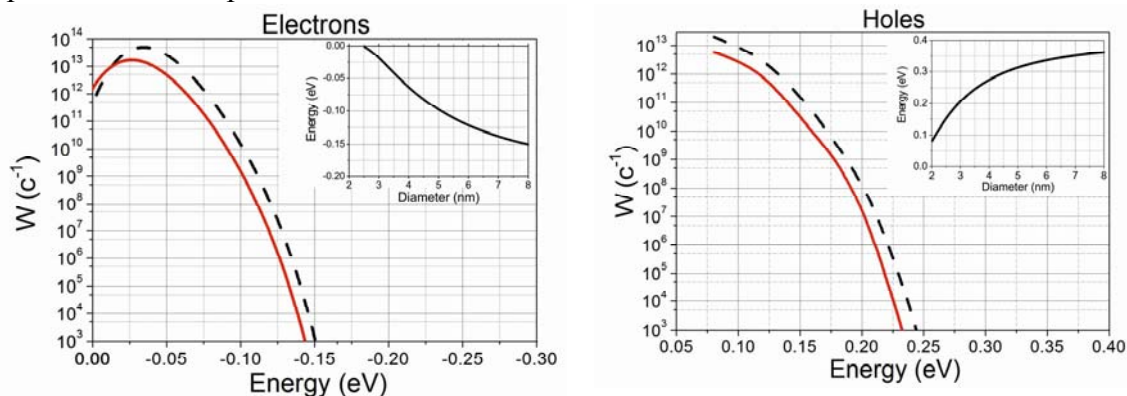 Electrons
W (c⁻¹)
10¹⁴
10¹³
10¹²
10¹¹
10¹⁰
10⁹
10⁸
10⁷
10⁶
10⁵
10⁴
10³
0.00 -0.05 -0.10 -0.15 -0.20 -0.25 -0.30
Energy (eV)
Energy (eV)
0.00
-0.05
-0.10
-0.15
-0.20
2 3 4 5 6 7 8
Diameter (nm)
Holes
W (c⁻¹)
10¹³
10¹²
10¹¹
10¹⁰
10⁹
10⁸
10⁷
10⁶
10⁵
10⁴
10³
0.05 0.10 0.15 0.20 0.25 0.30 0.35 0.40
Energy (eV)
Energy (eV)
0.4
0.3
0.2
0.1
0.0
2 3 4 5 6 7 8
Diameter (nm)